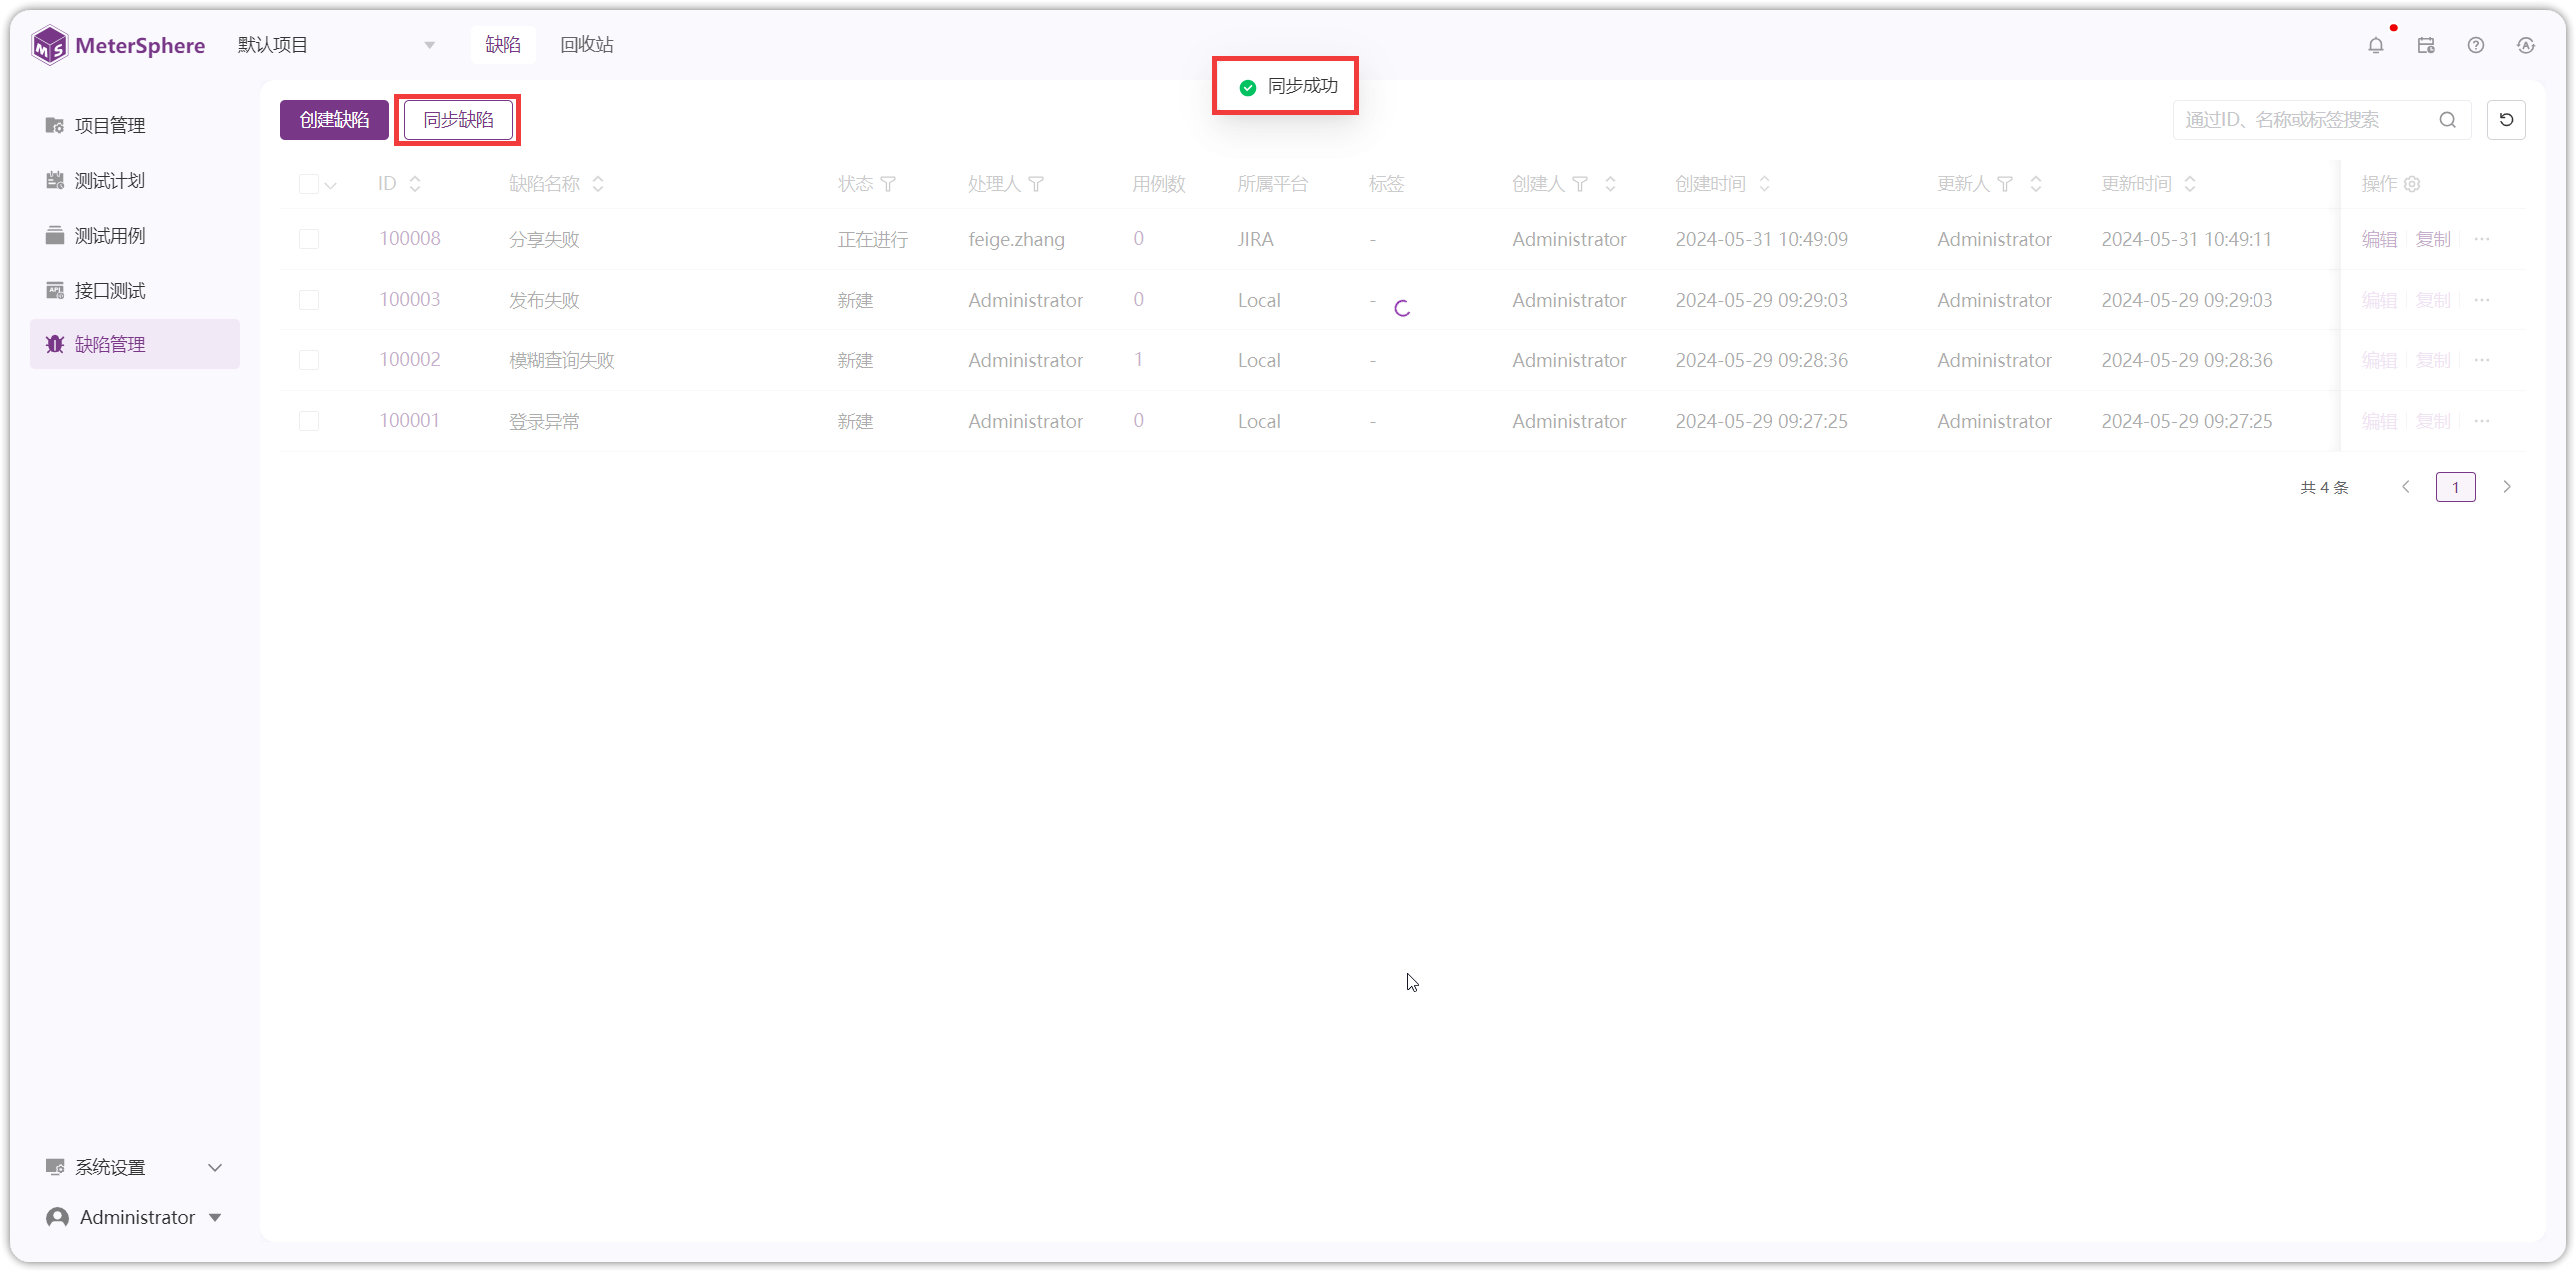 MeterSphere 默认项目 缺陷 回收站
同步成功
项目管理
测试计划
测试用例
接口测试
缺陷管理
系统设置
Administrator
创建缺陷 同步缺陷 通过ID、名称或标签搜索
ID 缺陷名称 状态 处理人 用例数 所属平台 标签 创建人 创建时间 更新人 更新时间 操作
100008 分享失败 正在进行 feige.zhang 0 JIRA - Administrator 2024-05-31 10:49:09 Administrator 2024-05-31 10:49:11 编辑 复制 ...
100003 发布失败 新建 Administrator 0 Local - Administrator 2024-05-29 09:29:03 Administrator 2024-05-29 09:29:03 编辑 复制 ...
100002 模糊查询失败 新建 Administrator 1 Local - Administrator 2024-05-29 09:28:36 Administrator 2024-05-29 09:28:36 编辑 复制 ...
100001 登录异常 新建 Administrator 0 Local - Administrator 2024-05-29 09:27:25 Administrator 2024-05-29 09:27:25 编辑 复制 ...
共 4 条 1